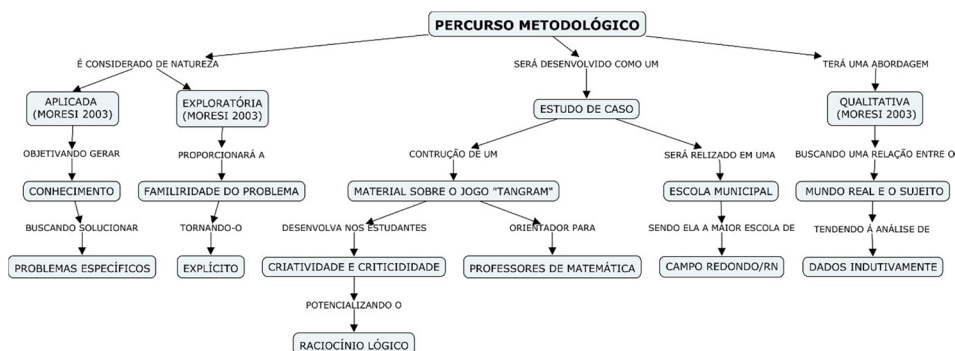 PERCURSO METODOLÓGICO
É CONSIDERADO DE NATUREZA
SERÁ DESENVOLVIDO COMO UM
TERÁ UMA ABORDAGEM
APLICADA
(MORESI 2003)
EXPLORATÓRIA
(MORESI 2003)
ESTUDO DE CASO
QUALITATIVA
(MORESI 2003)
OBJETIVANDO GERAR
PROPORCIONARÁ A
CONTRUÇÃO DE UM
SERÁ RELIZADO EM UMA
BUSCANDO UMA RELAÇÃO ENTRE O
CONHECIMENTO
FAMILIRIDADE DO PROBLEMA
MATERIAL SOBRE O JOGO "TANGRAM"
ESCOLA MUNICIPAL
MUNDO REAL E O SUJEITO
BUSCANDO SOLUCIONAR
TORNANDO-O
DESENVOLVA NOS ESTUDANTES
ORIENTADOR PARA
SENDO ELA A MAIOR ESCOLA DE
TENDENDO Á ANÁLISE DE
PROBLEMAS ESPECÍFICOS
EXPLÍCITO
CRIATIVIDADE E CRITICIDIDADE
PROFESSORES DE MATEMÁTICA
CAMPO REDONDO/RN
DADOS INDUTIVAMENTE
POTENCIALIZANDO O
RACIOCÍNIO LÓGICO